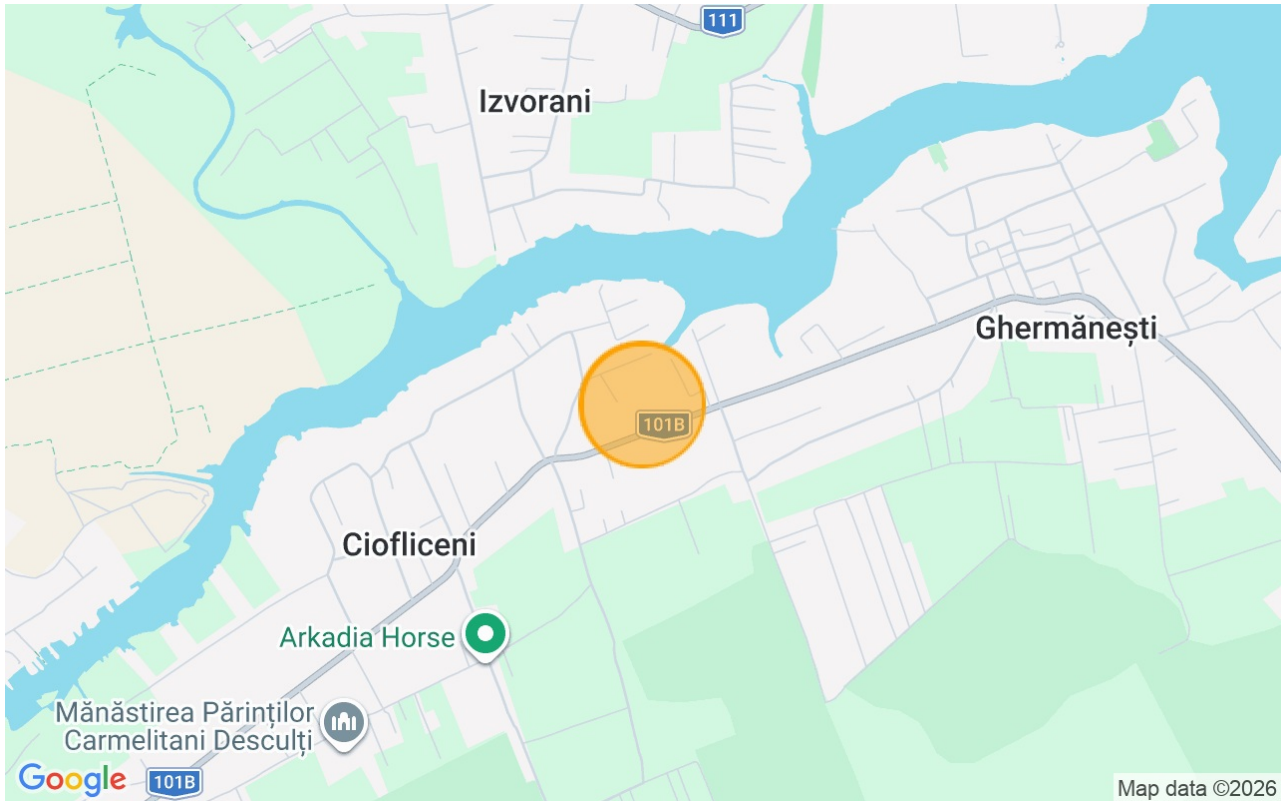 111
Izvorani
Ghermănești
101B
Ciofliceni
Arkadia Horse
Mănăstirea Părinților
Carmelitani Desculți
Google
101B
Map data ©2026